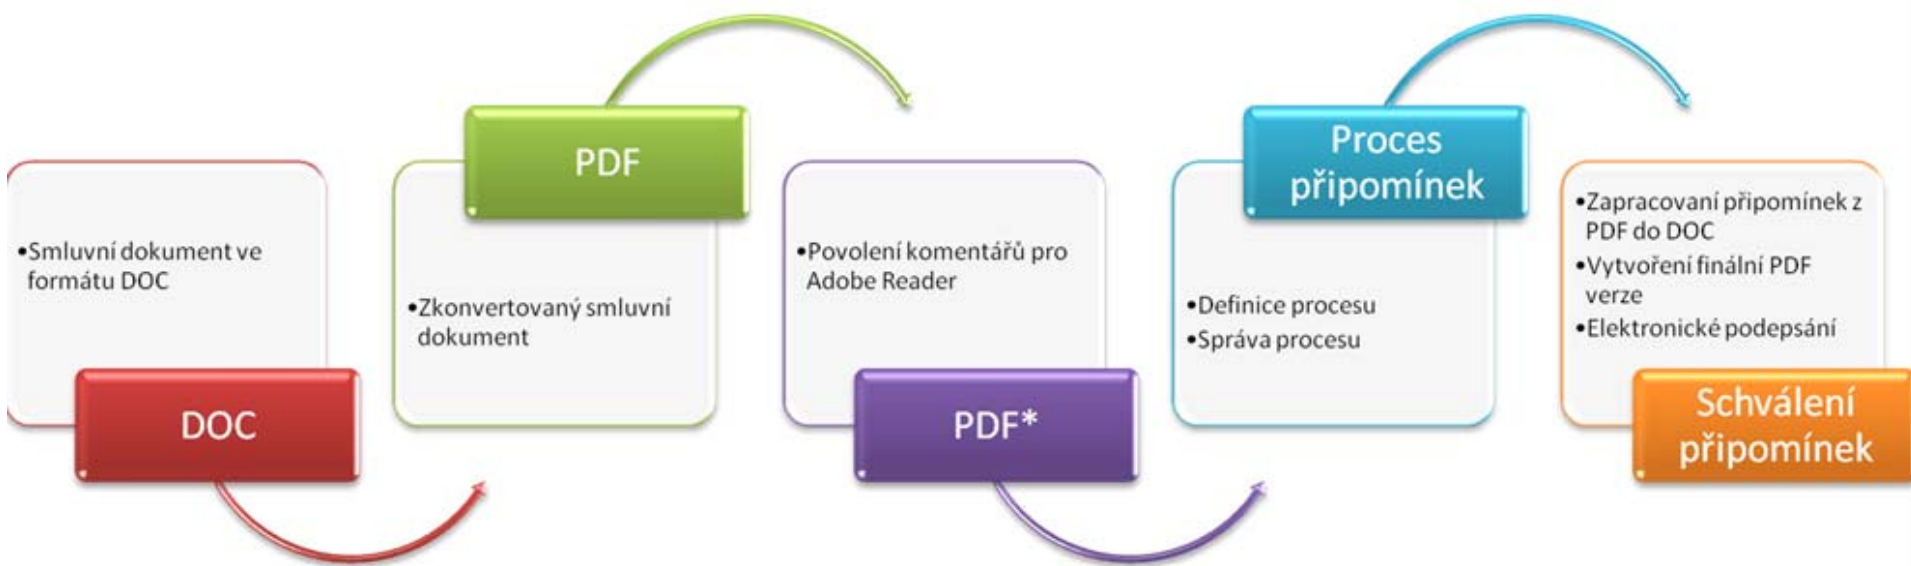 •Smluvní dokument ve
formátu DOC
DOC
PDF
•Zkonvertovaný smluvní
dokument
•Povolení komentářů pro
Adobe Reader
PDF*
Proces
připomínek
•Definice procesu
•Správa procesu
•Zapracovaní připomínek z
PDF do DOC
•Vytvoření finální PDF
verze
•Elektronické podepsání
Schválení
připomínek